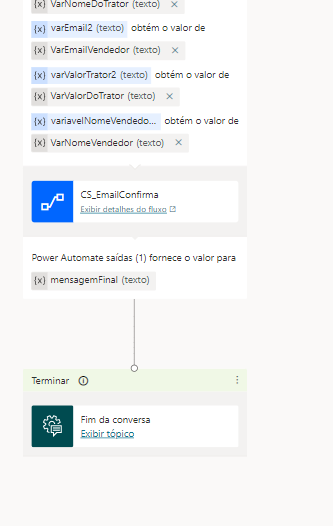 {x} VarNomeDoTrator (texto) ×
{x} varEmail2 (texto) obtém o valor de
{x} VarEmailVendedor (texto) ×
{x} varValorTrator2 (texto) obtém o valor de
{x} VarValorDoTrator (texto) ×
{x} variavelNomeVendedo... obtém o valor de
{x} VarNomeVendedor (texto) ×
CS_EmailConfirma
Exibir detalhes do fluxo
Power Automate saídas (1) fornece o valor para
{x} mensagemFinal (texto)
Terminar
Fim da conversa
Exibir tópico